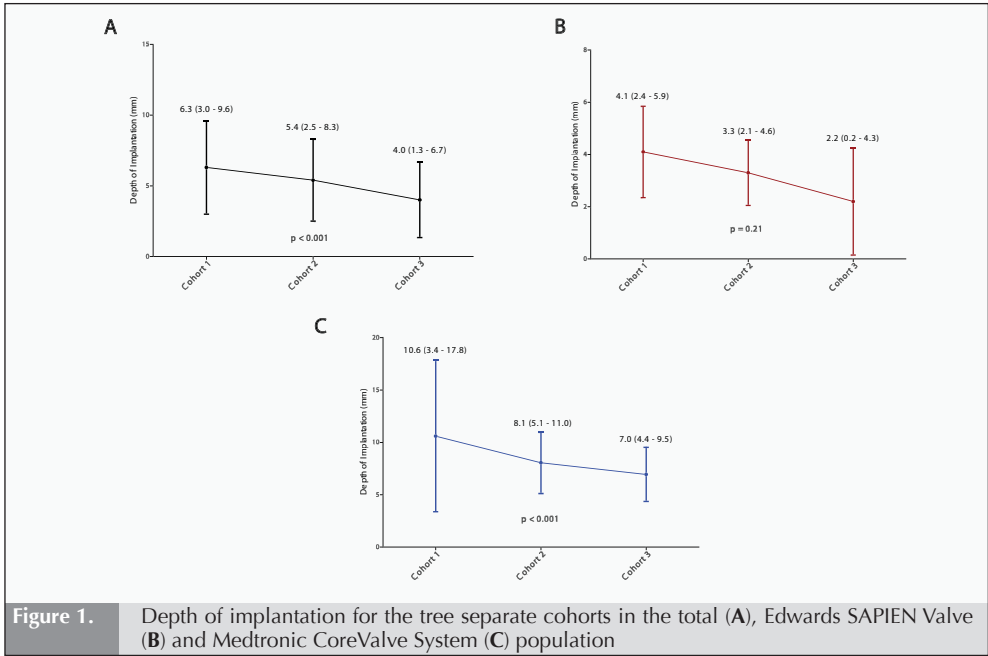 A
Depth of Implantation (mm)
15
10
5
0
6.3 (3.0 - 9.6)
5.4 (2.5 - 8.3)
4.0 (1.3 - 6.7)
p < 0.001
Cohort 1
Cohort 2
Cohort 3
B
Depth of Implantation (mm)
8
6
4
2
0
4.1 (2.4 - 5.9)
3.3 (2.1 - 4.6)
2.2 (0.2 - 4.3)
p = 0.21
Cohort 1
Cohort 2
Cohort 3
C
Depth of Implantation (mm)
20
15
10
5
0
10.6 (3.4 - 17.8)
8.1 (5.1 - 11.0)
7.0 (4.4 - 9.5)
p < 0.001
Cohort 1
Cohort 2
Cohort 3
Figure 1.
Depth of implantation for the tree separate cohorts in the total (A), Edwards SAPIEN Valve
(B) and Medtronic CoreValve System (C) population